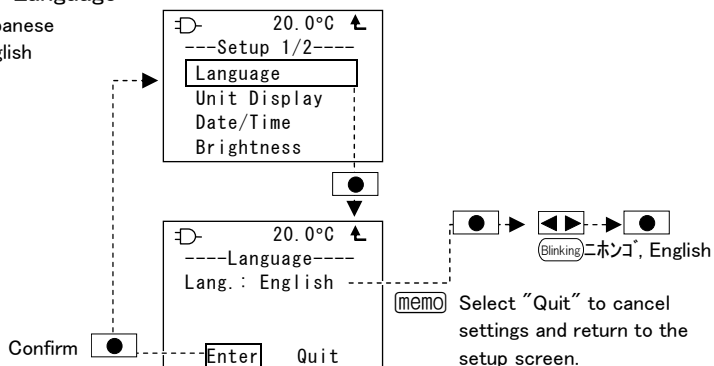 Language
panese
glish
20.0°C
---Setup 1/2----
Language
Unit Display
Date/Time
Brightness
20.0°C
----Language----
Lang.: English
Enter Quit
Confirm
Blinking ニホンゴ, English
memo Select "Quit" to cancel
settings and return to the
setup screen.